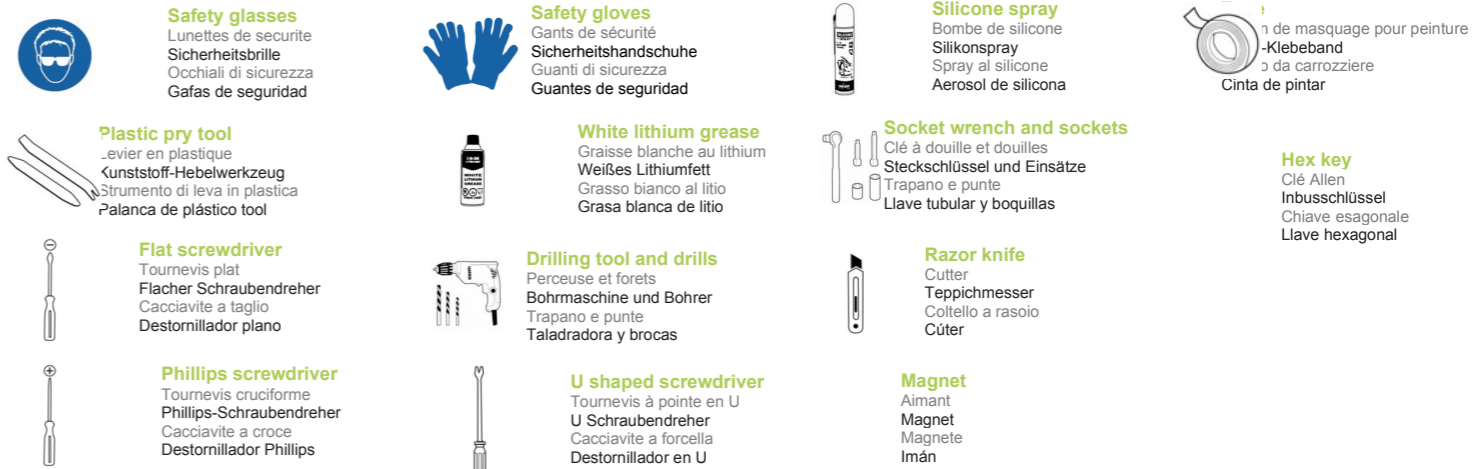 Safety glasses
Lunettes de securite
Sicherheitsbrille
Occhiali di sicurezza
Gafas de seguridad
Safety gloves
Gants de sécurité
Sicherheitshandschuhe
Guanti di sicurezza
Guantes de seguridad
Silicone spray
Bombe de silicone
Silikonspray
Spray al silicone
Aerosol de silicona
de masquage pour peinture
-Klebeband
da carrozziere
Cinta de pintar
Plastic pry tool
Levier en plastique
Kunststoff-Hebelwerkzeug
Strumento di leva in plastica
Palanca de plástico tool
White lithium grease
Graisse blanche au lithium
Weißes Lithiumfett
Grasso bianco al litio
Grasa blanca de litio
WHITE
LITHIUM
GREASE
Socket wrench and sockets
Clé à douille et douilles
Steckschlüssel und Einsätze
Trapano e punte
Llave tubular y boquillas
Hex key
Clé Allen
Inbusschlüssel
Chiave esagonale
Llave hexagonal
Flat screwdriver
Tournevis plat
Flacher Schraubendreher
Cacciavite a taglio
Destornillador plano
Drilling tool and drills
Perceuse et forets
Bohrmaschine und Bohrer
Trapano e punte
Taladradora y brocas
Razor knife
Cutter
Teppichmesser
Coltello a rasoio
Cúter
Phillips screwdriver
Tournevis cruciforme
Phillips-Schraubendreher
Cacciavite a croce
Destornillador Phillips
U shaped screwdriver
Tournevis à pointe en U
U Schraubendreher
Cacciavite a forcella
Destornillador en U
Magnet
Aimant
Magnet
Magnete
Imán